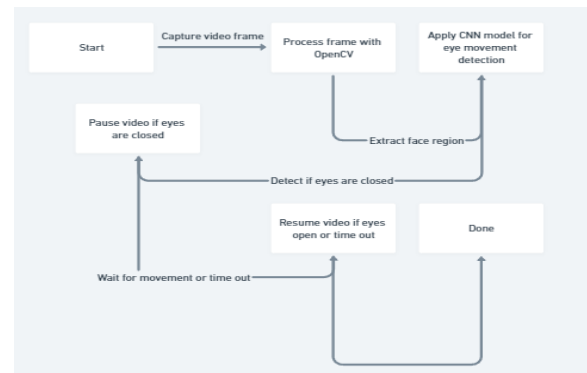 Start
Capture video frame
Process frame with
OpenCV
Apply CNN model for
eye movement
detection
Extract face region
Pause video if eyes
are closed
Detect if eyes are closed
Resume video if eyes
open or time out
Done
Wait for movement or time out